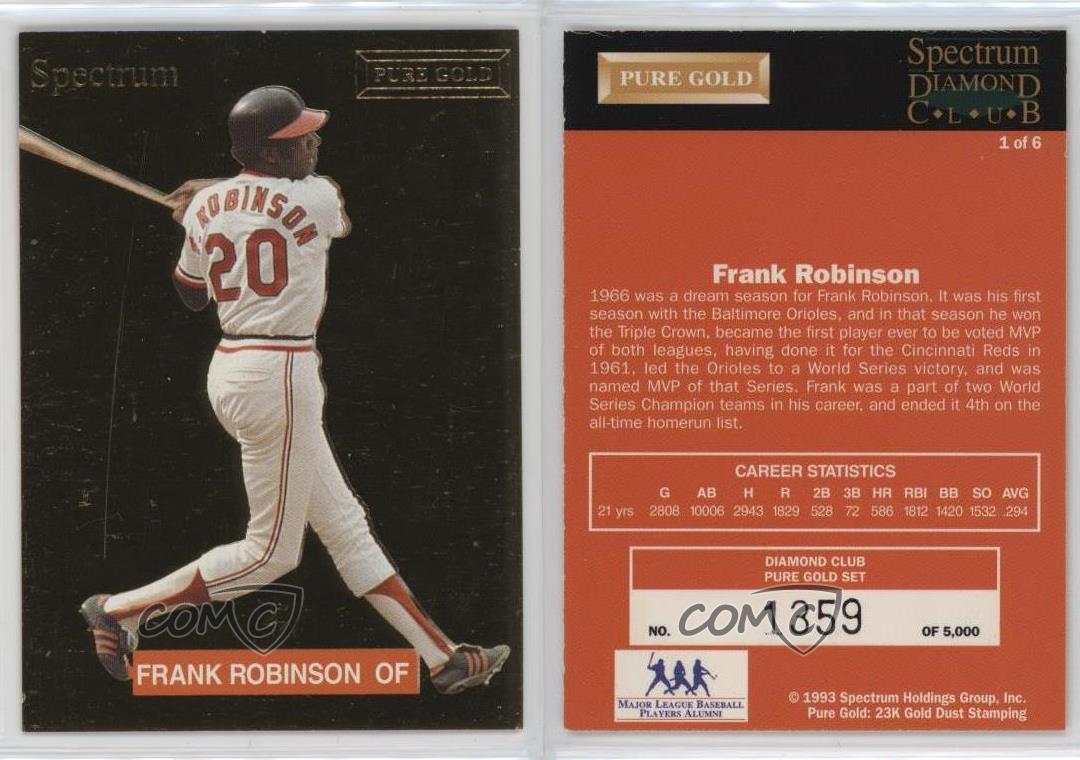 Spectrum
PURE GOLD
ROBINSON
20
COMC
FRANK ROBINSON OF
PURE GOLD
Spectrum
DIAMOND
C•L•U•B
1 of 6
Frank Robinson
1966 was a dream season for Frank Robinson. It was his first
season with the Baltimore Orioles, and in that season he won
the Triple Crown, became the first player ever to be voted MVP
of both leagues, having done it for the Cincinnati Reds in
1961, led the Orioles to a World Series victory, and was
named MVP of that Series. Frank was a part of two World
Series Champion teams in his career, and ended it 4th on the
all-time homerun list.
CAREER STATISTICS
G AB H R 2B 3B HR RBI BB SO AVG
21 yrs 2808 10006 2943 1829 528 72 586 1812 1420 1532 .294
DIAMOND CLUB
PURE GOLD SET
NO. 1359 OF 5,000
COMC
MAJOR LEAGUE BASEBALL
PLAYERS ALUMNI
© 1993 Spectrum Holdings Group, Inc.
Pure Gold: 23K Gold Dust Stamping